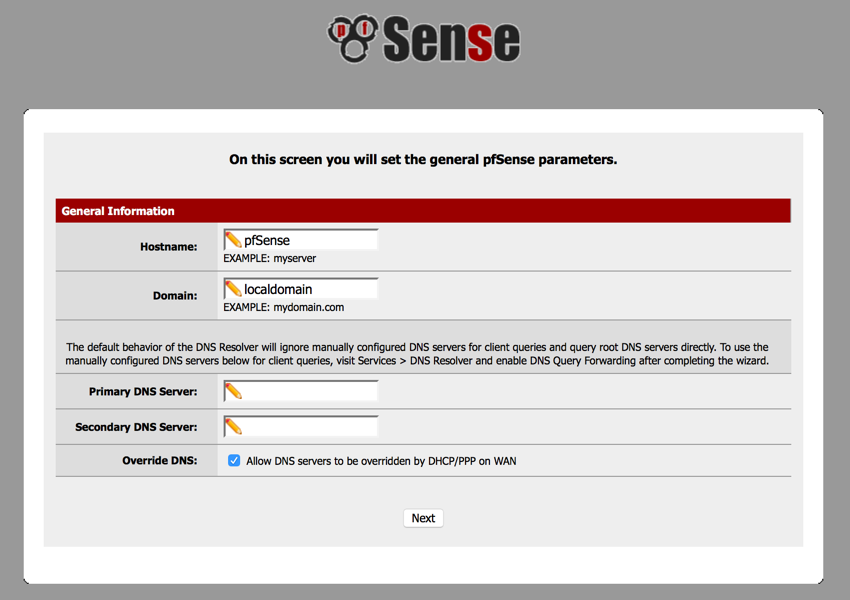 pfSense
On this screen you will set the general pfSense parameters.
General Information
Hostname:
pfSense
EXAMPLE: myserver
Domain:
localdomain
EXAMPLE: mydomain.com
The default behavior of the DNS Resolver will ignore manually configured DNS servers for client queries and query root DNS servers directly. To use the
manually configured DNS servers below for client queries, visit Services > DNS Resolver and enable DNS Query Forwarding after completing the wizard.
Primary DNS Server:
Secondary DNS Server:
Override DNS:
Allow DNS servers to be overridden by DHCP/PPP on WAN
Next